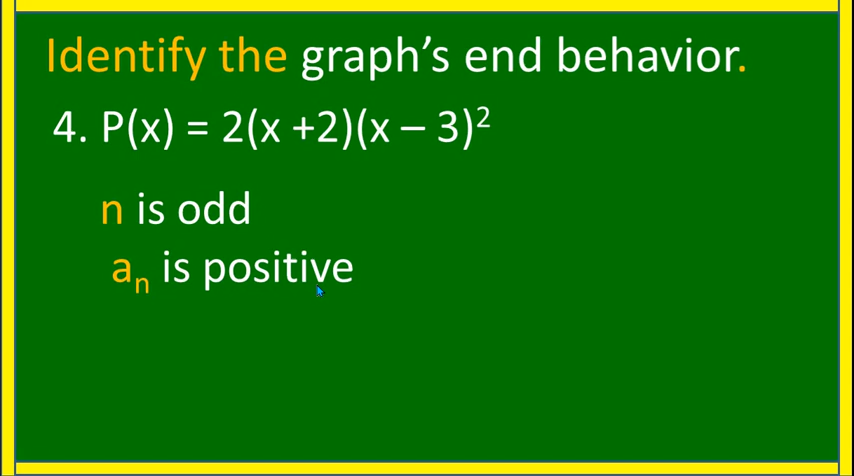 Identify the graph’s end behavior.
4. P(x) = 2(x +2)(x – 3)²
n is odd
aₙ is positive